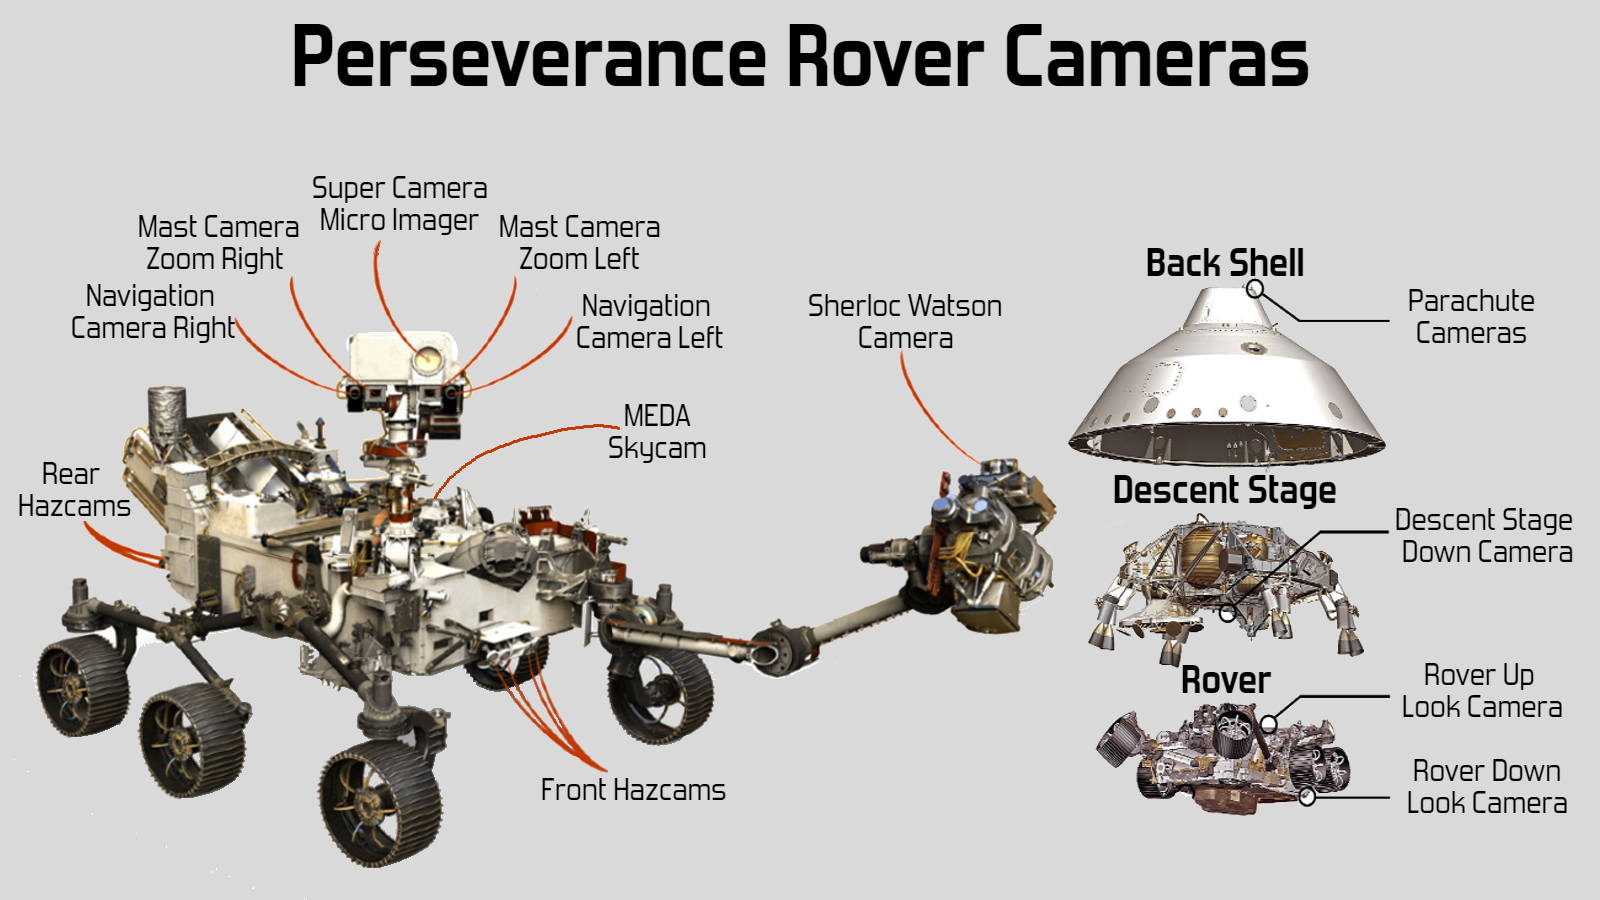 Perseverance Rover Cameras
Super Camera
Micro Imager
Mast Camera
Zoom Right
Mast Camera
Zoom Left
Navigation
Camera Right
Navigation
Camera Left
MEDA
Skycam
Rear
Hazcams
Front Hazcams
Sherloc Watson
Camera
Back Shell
Parachute
Cameras
Descent Stage
Descent Stage
Down Camera
Rover
Rover Up
Look Camera
Rover Down
Look Camera